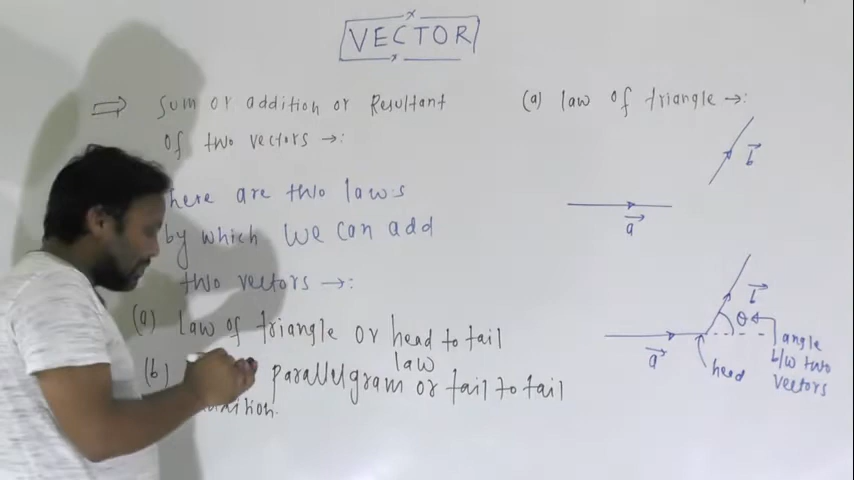 VECTOR
⇒ Sum or addition or Resultant
of two vectors →:
here are two laws
by which we can add
two vectors →:
(a) Law of triangle or head to tail
law
(b) parallelgram or tail to tail
(a) law of triangle →:
b
a
b
θ
a
head
angle
b/w two
vectors